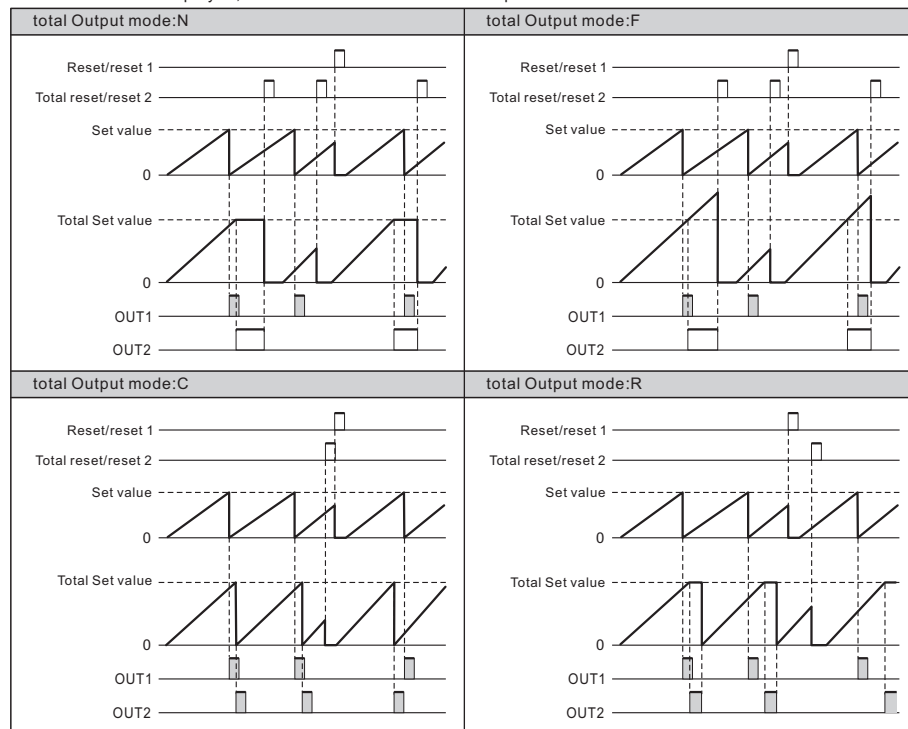 total Output mode:N
Reset/reset 1
Total reset/reset 2
Set value
0
Total Set value
0
OUT1
OUT2
total Output mode:F
Reset/reset 1
Total reset/reset 2
Set value
0
Total Set value
0
OUT1
OUT2
total Output mode:C
Reset/reset 1
Total reset/reset 2
Set value
0
Total Set value
0
OUT1
OUT2
total Output mode:R
Reset/reset 1
Total reset/reset 2
Set value
0
Total Set value
0
OUT1
OUT2